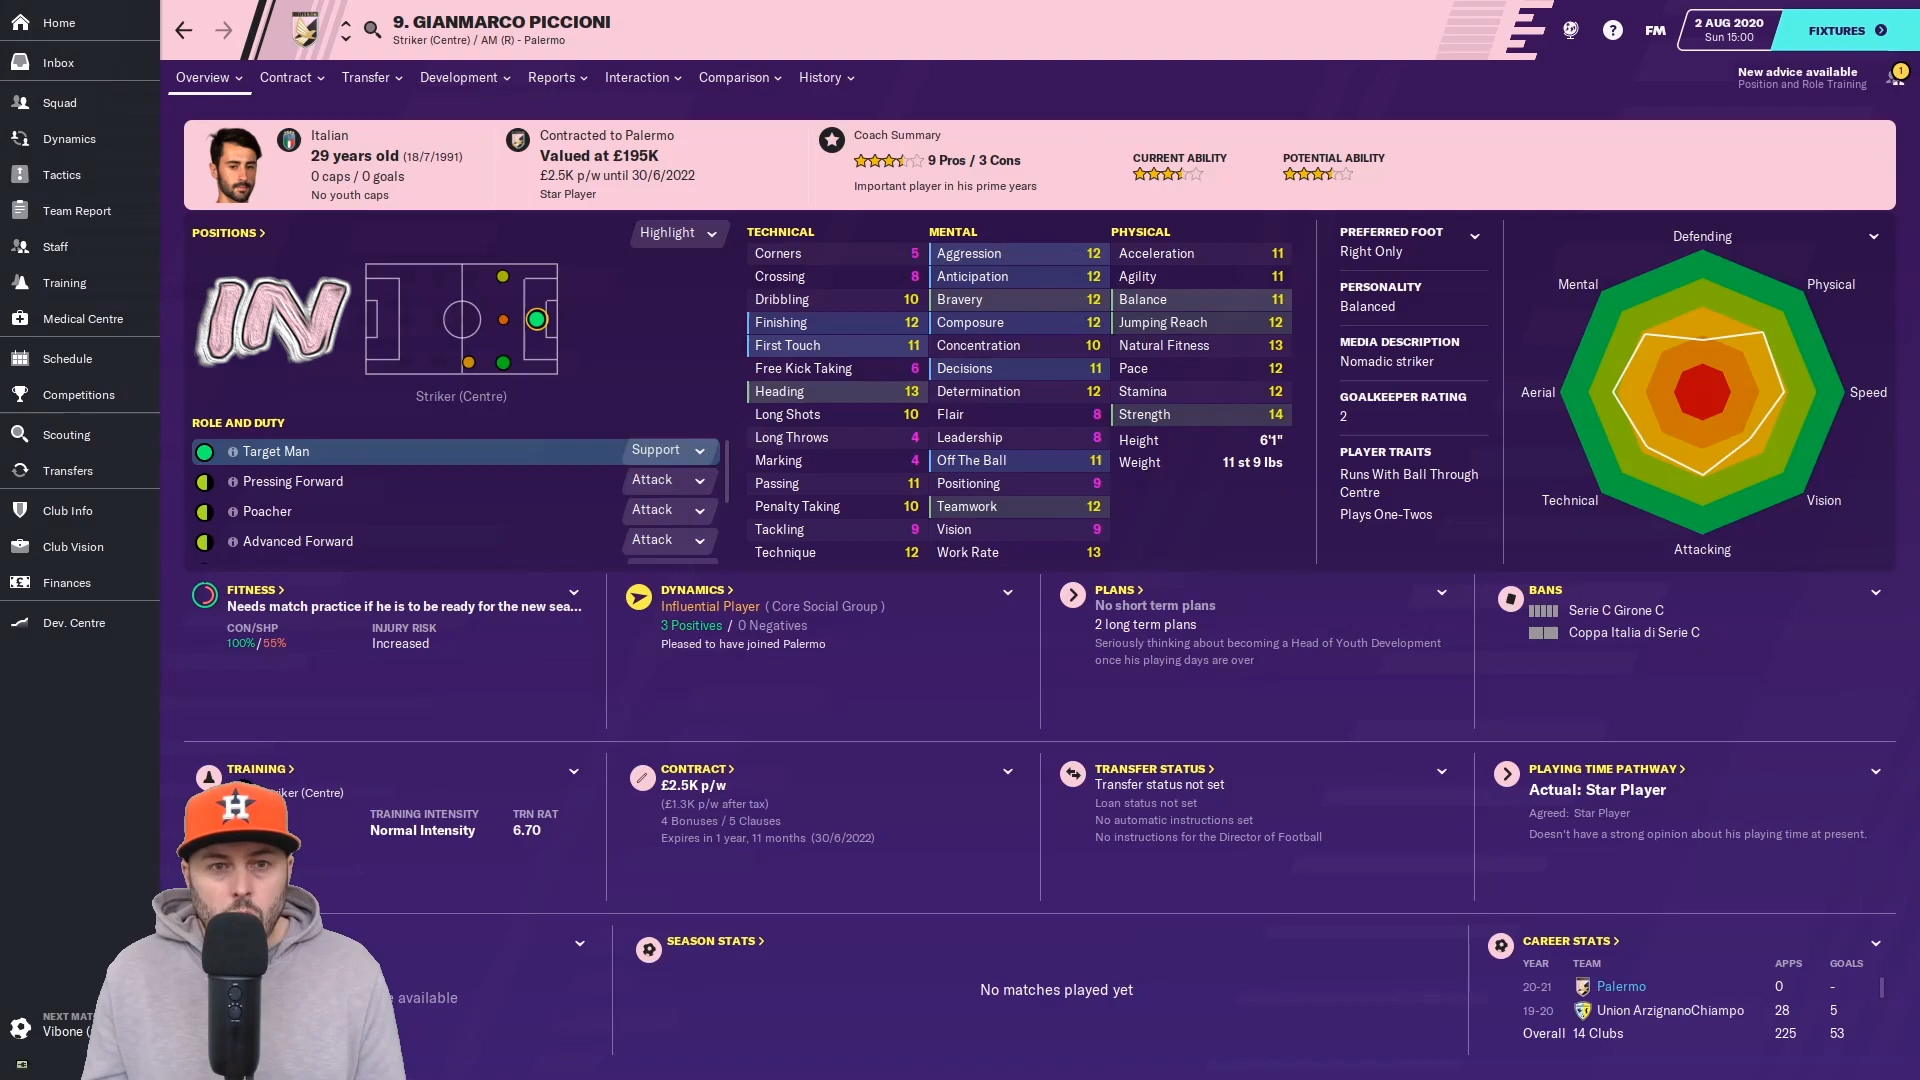 Home
Inbox
Squad
Dynamics
Tactics
Team Report
Staff
Training
Medical Centre
Schedule
Competitions
Scouting
Transfers
Club Info
Club Vision
Finances
Dev. Centre
NEXT MAT
Vibone (
9. GIANMARCO PICCIONI
Striker (Centre) / AM (R) - Palermo
FM
2 AUG 2020
Sun 15:00
FIXTURES
Overview
Contract
Transfer
Development
Reports
Interaction
Comparison
History
New advice available
Position and Role Training
1
Italian
29 years old (18/7/1991)
0 caps / 0 goals
No youth caps
Contracted to Palermo
Valued at £195K
£2.5K p/w until 30/6/2022
Star Player
Coach Summary
9 Pros / 3 Cons
Important player in his prime years
CURRENT ABILITY
POTENTIAL ABILITY
POSITIONS >
Highlight
IN
Striker (Centre)
ROLE AND DUTY
Target Man Support
Pressing Forward Attack
Poacher Attack
Advanced Forward Attack
TECHNICAL
Corners 5
Crossing 8
Dribbling 10
Finishing 12
First Touch 11
Free Kick Taking 6
Heading 13
Long Shots 10
Long Throws 4
Marking 4
Passing 11
Penalty Taking 10
Tackling 9
Technique 12
MENTAL
Aggression 12
Anticipation 12
Bravery 12
Composure 12
Concentration 10
Decisions 11
Determination 12
Flair 8
Leadership 8
Off The Ball 11
Positioning 9
Teamwork 12
Vision 9
Work Rate 13
PHYSICAL
Acceleration 11
Agility 11
Balance 11
Jumping Reach 12
Natural Fitness 13
Pace 12
Stamina 12
Strength 14
Height 6'1"
Weight 11 st 9 lbs
PREFERRED FOOT
Right Only
PERSONALITY
Balanced
MEDIA DESCRIPTION
Nomadic striker
GOALKEEPER RATING
2
PLAYER TRAITS
Runs With Ball Through
Centre
Plays One-Twos
Defending
Mental
Physical
Aerial
Speed
Technical
Vision
Attacking
FITNESS >
Needs match practice if he is to be ready for the new sea...
CON/SHP
100% / 55%
INJURY RISK
Increased
DYNAMICS >
Influential Player ( Core Social Group )
3 Positives / 0 Negatives
Pleased to have joined Palermo
PLANS >
No short term plans
2 long term plans
Seriously thinking about becoming a Head of Youth Development
once his playing days are over
BANS
Serie C Girone C
Coppa Italia di Serie C
TRAINING >
iker (Centre)
TRAINING INTENSITY
Normal Intensity
TRN RAT
6.70
CONTRACT >
£2.5K p/w
(£1.3K p/w after tax)
4 Bonuses / 5 Clauses
Expires in 1 year, 11 months (30/6/2022)
TRANSFER STATUS >
Transfer status not set
Loan status not set
No automatic instructions set
No instructions for the Director of Football
PLAYING TIME PATHWAY >
Actual: Star Player
Agreed: Star Player
Doesn't have a strong opinion about his playing time at present.
available
SEASON STATS >
No matches played yet
CAREER STATS >
YEAR TEAM APPS GOALS
20-21 Palermo 0 -
19-20 Union ArzignanoChiampo 28 5
Overall 14 Clubs 225 53
H